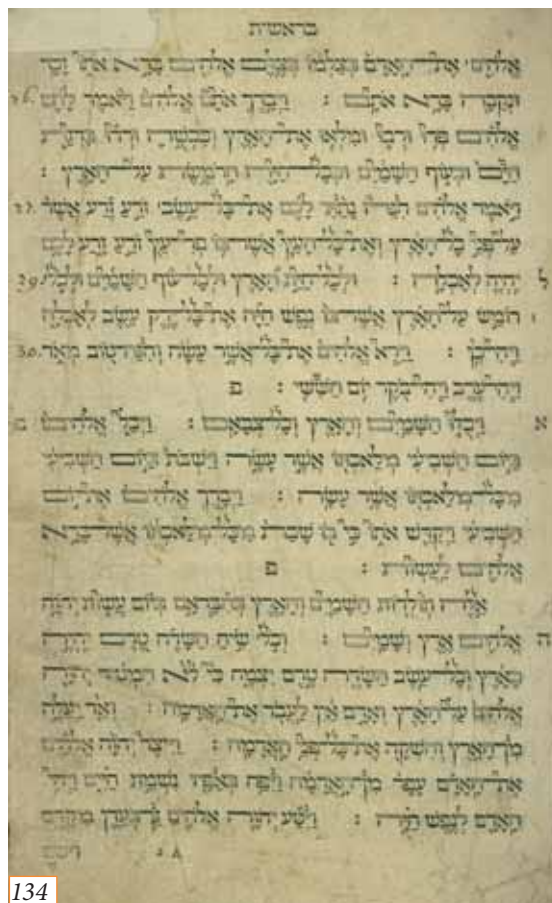 בראשית
אלהים את־האדם בצלמו בצלם אלהים ברא אתו זכר
ונקבה ברא אתם : ויברך אתם אלהים ויאמר להם
אלהים פרו ורבו ומלאו את־הארץ וכבשה ורדו בדגת
הים ובעוף השמים ובכל־חיה הרמשת על־הארץ :
ויאמר אלהים הנה נתתי לכם את־כל־עשב זרע זרע אשר
על־פני כל־הארץ ואת־כל־העץ אשר־בו פרי־עץ זרע זרע לכם
יהיה לאכלה : ולכל־חית הארץ ולכל־עוף השמים ולכל
רומש על־הארץ אשר־בו נפש חיה את־כל־ירק עשב לאכלה
ויהי־כן : וירא אלהים את־כל־אשר עשה והנה־טוב מאד
ויהי־ערב ויהי־בקר יום הששי : פ
ויכלו השמים והארץ וכל־צבאם : ויכל אלהים
ביום השביעי מלאכתו אשר עשה וישבת ביום השביעי
מכל־מלאכתו אשר עשה : ויברך אלהים את־יום
השביעי ויקדש אתו כי בו שבת מכל־מלאכתו אשר־ברא
אלהים לעשות : פ
אלה תולדות השמים והארץ בהבראם ביום עשות יהוה
אלהים ארץ ושמים : וכל שיח השדה טרם יהיה
בארץ וכל־עשב השדה טרם יצמח כי לא המטיר יהוה
אלהים על־הארץ ואדם אין לעבד את־האדמה : ואד יעלה
מן־הארץ והשקה את־כל־פני האדמה : וייצר יהוה אלהים
את־האדם עפר מן־האדמה ויפח באפיו נשמת חיים ויהי
האדם לנפש חיה : ויטע יהוה אלהים גן־בעדן מקדם
וישם
134